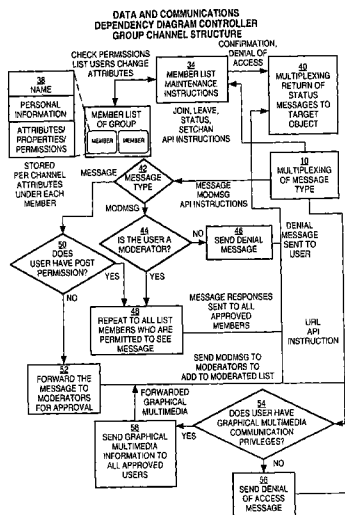 DATA AND COMMUNICATIONS
DEPENDENCY DIAGRAM CONTROLLER
GROUP CHANNEL STRUCTURE
CHECK PERMISSIONS
LIST USERS CHANGE
ATTRIBUTES
34
MEMBER LIST
MAINTENANCE
INSTRUCTIONS
CONFIRMATION,
DENIAL OF
ACCESS
40
MULTIPLEXING
RETURN OF
STATUS
MESSAGES TO
TARGET
OBJECT
38
NAME
PERSONAL
INFORMATION
ATTRIBUTES/
PROPERTIES/
PERMISSIONS
MEMBER LIST
OF GROUP
MEMBER
MEMBER
JOIN, LEAVE,
STATUS,
SETCHAN
API INSTRUCTIONS
STORED
PER CHANNEL
ATTRIBUTES
UNDER EACH
MEMBER
MESSAGE
42
MESSAGE
TYPE
10
MULTIPLEXING
OF MESSAGE
TYPE
MODMSG
MESSAGE
MODMSG
API INSTRUCTIONS
44
IS THE USER A
MODERATOR?
NO
46
SEND DENIAL
MESSAGE
DENIAL
MESSAGE
SENT TO
USER
50
DOES
USER HAVE POST
PERMISSION?
YES
YES
NO
48
REPEAT TO ALL LIST
MEMBERS WHO ARE
PERMITTED TO SEE
MESSAGE
MESSAGE RESPONSES
SENT TO ALL
APPROVED
MEMBERS
URL
API
INSTRUCTION
52
FORWARD THE
MESSAGE TO
MODERATORS
FOR APPROVAL
SEND MODMSG TO
MODERATORS TO
ADD TO MODERATED LIST
FORWARDED
GRAPHICAL
MULTIMEDIA
54
DOES USER HAVE
GRAPHICAL MULTIMEDIA
COMMUNICATION
PRIVLEGES?
YES
58
SEND GRAPHICAL
MULTIMEDIA
INFORMATION TO
ALL APPROVED
USERS
NO
56
SEND DENIAL
OF ACCESS
MESSAGE